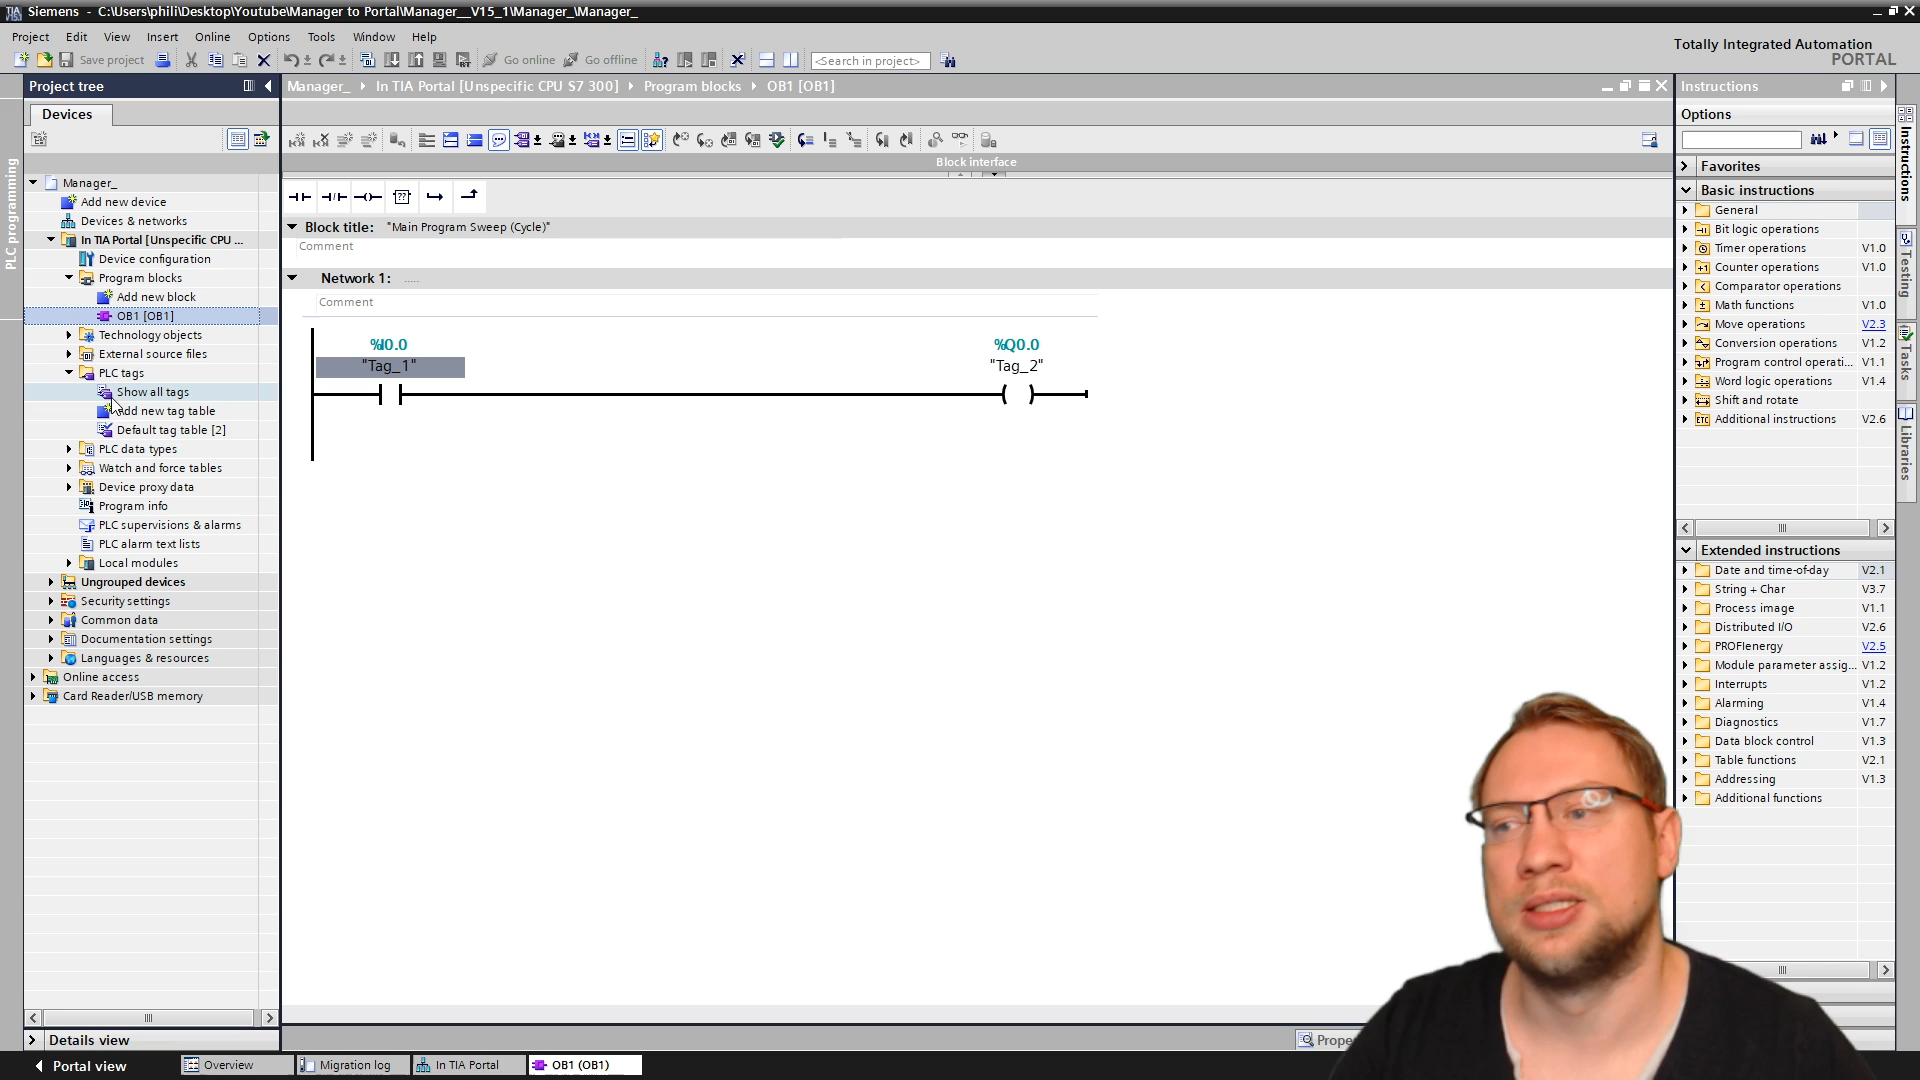 Siemens - C:\Users\phili\Desktop\Youtube\Manager to Portal\Manager__V15_1\Manager_\Manager_
Project Edit View Insert Online Options Tools Window Help
Save project Go online Go offline <Search in project>
Totally Integrated Automation
PORTAL
Project tree
Manager_ In TIA Portal [Unspecific CPU S7 300] Program blocks OB1 [OB1]
Instructions
Devices
Options
Block interface
PLC programming
Manager_
Add new device
Devices & networks
In TIA Portal [Unspecific CPU ...
Device configuration
Program blocks
Add new block
OB1 [OB1]
Technology objects
External source files
PLC tags
Show all tags
Add new tag table
Default tag table [2]
PLC data types
Watch and force tables
Device proxy data
Program info
PLC supervisions & alarms
PLC alarm text lists
Local modules
Ungrouped devices
Security settings
Common data
Documentation settings
Languages & resources
Online access
Card Reader/USB memory
Details view
??
Block title: "Main Program Sweep (Cycle)"
Comment
Network 1: .....
Comment
%I0.0
"Tag_1"
%Q0.0
"Tag_2"
Favorites
Basic instructions
General
Bit logic operations
Timer operations V1.0
Counter operations V1.0
Comparator operations
Math functions V1.0
Move operations V2.3
Conversion operations V1.2
Program control operati... V1.1
Word logic operations V1.4
Shift and rotate
Additional instructions V2.6
Extended instructions
Date and time-of-day V2.1
String + Char V3.7
Process image V1.1
Distributed I/O V2.6
PROFIenergy V2.5
Module parameter assig... V1.2
Interrupts V1.2
Alarming V1.4
Diagnostics V1.7
Data block control V1.3
Table functions V2.1
Addressing V1.3
Additional functions
Instructions
Testing
Tasks
Libraries
Portal view Overview Migration log In TIA Portal OB1 (OB1)